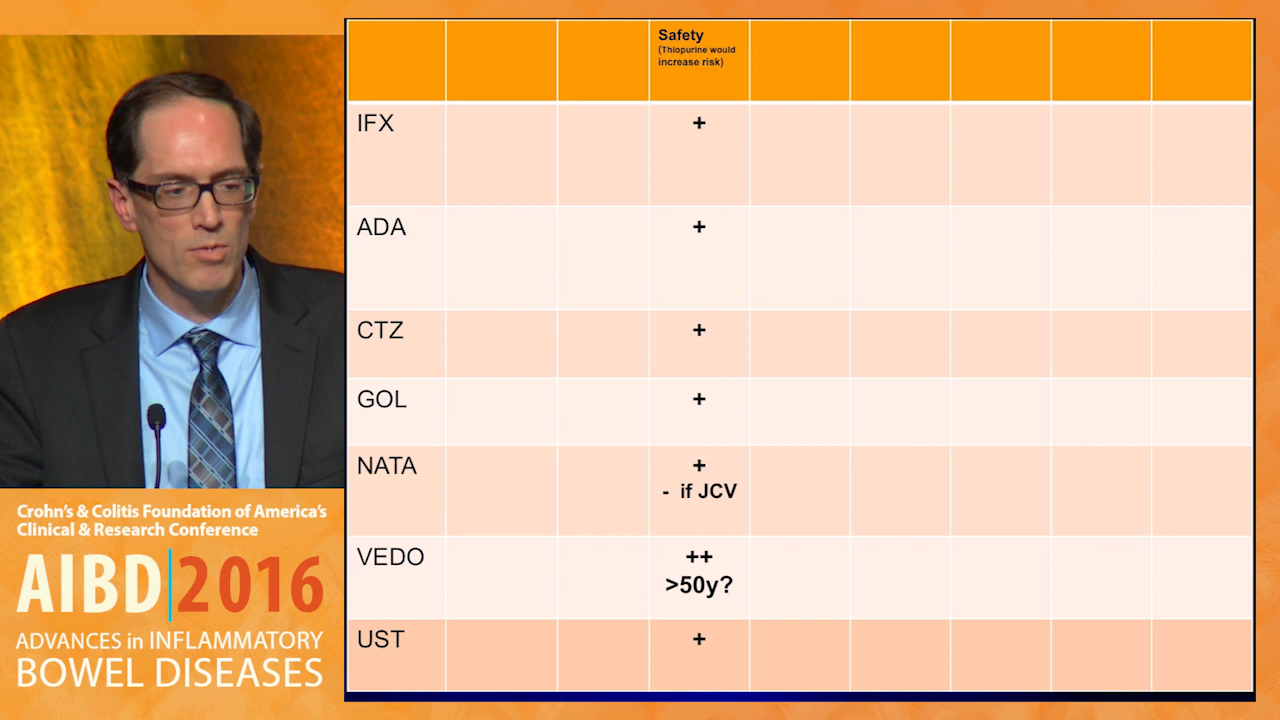 Safety
(Thiopurine would
increase risk)
IFX
+
ADA
+
CTZ
+
GOL
+
NATA
+
- if JCV
VEDO
++
>50y?
UST
+
Crohn's & Colitis Foundation of America's
Clinical & Research Conference
AIBD|2016
ADVANCES in INFLAMMATORY
BOWEL DISEASES